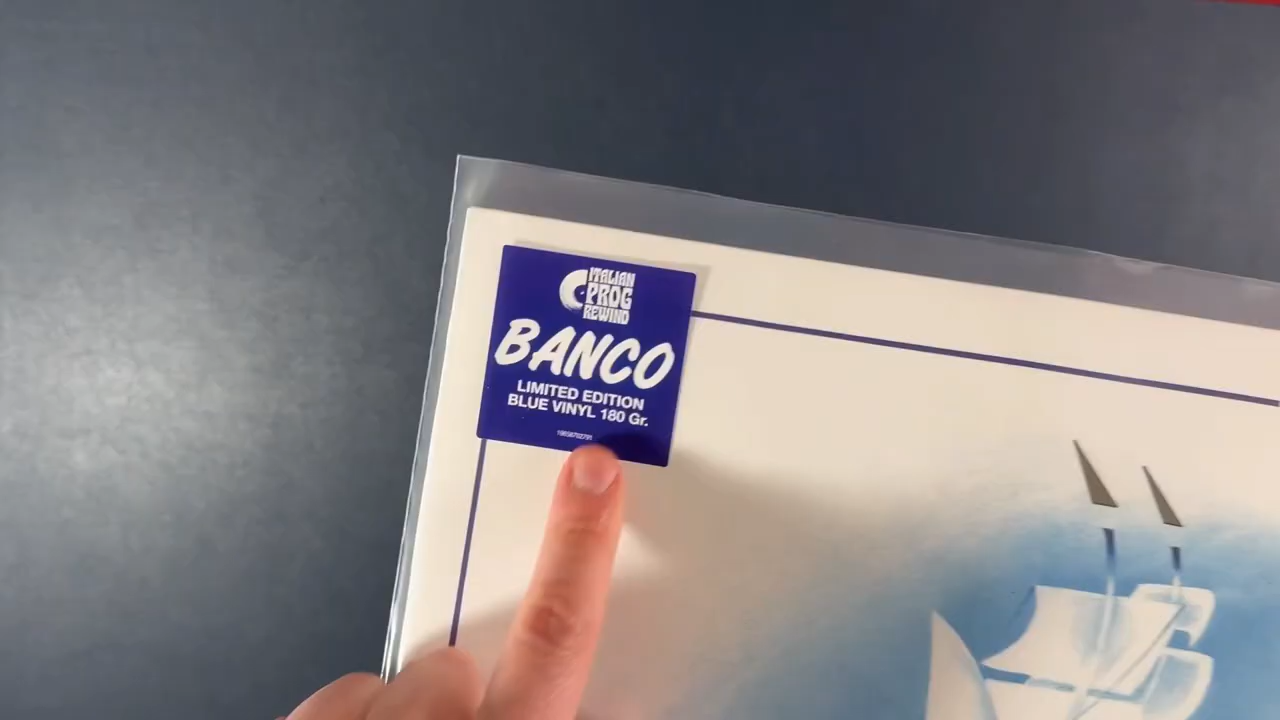 ITALIAN
PROG
REWIND
BANCO
LIMITED EDITION
BLUE VINYL 180 Gr.